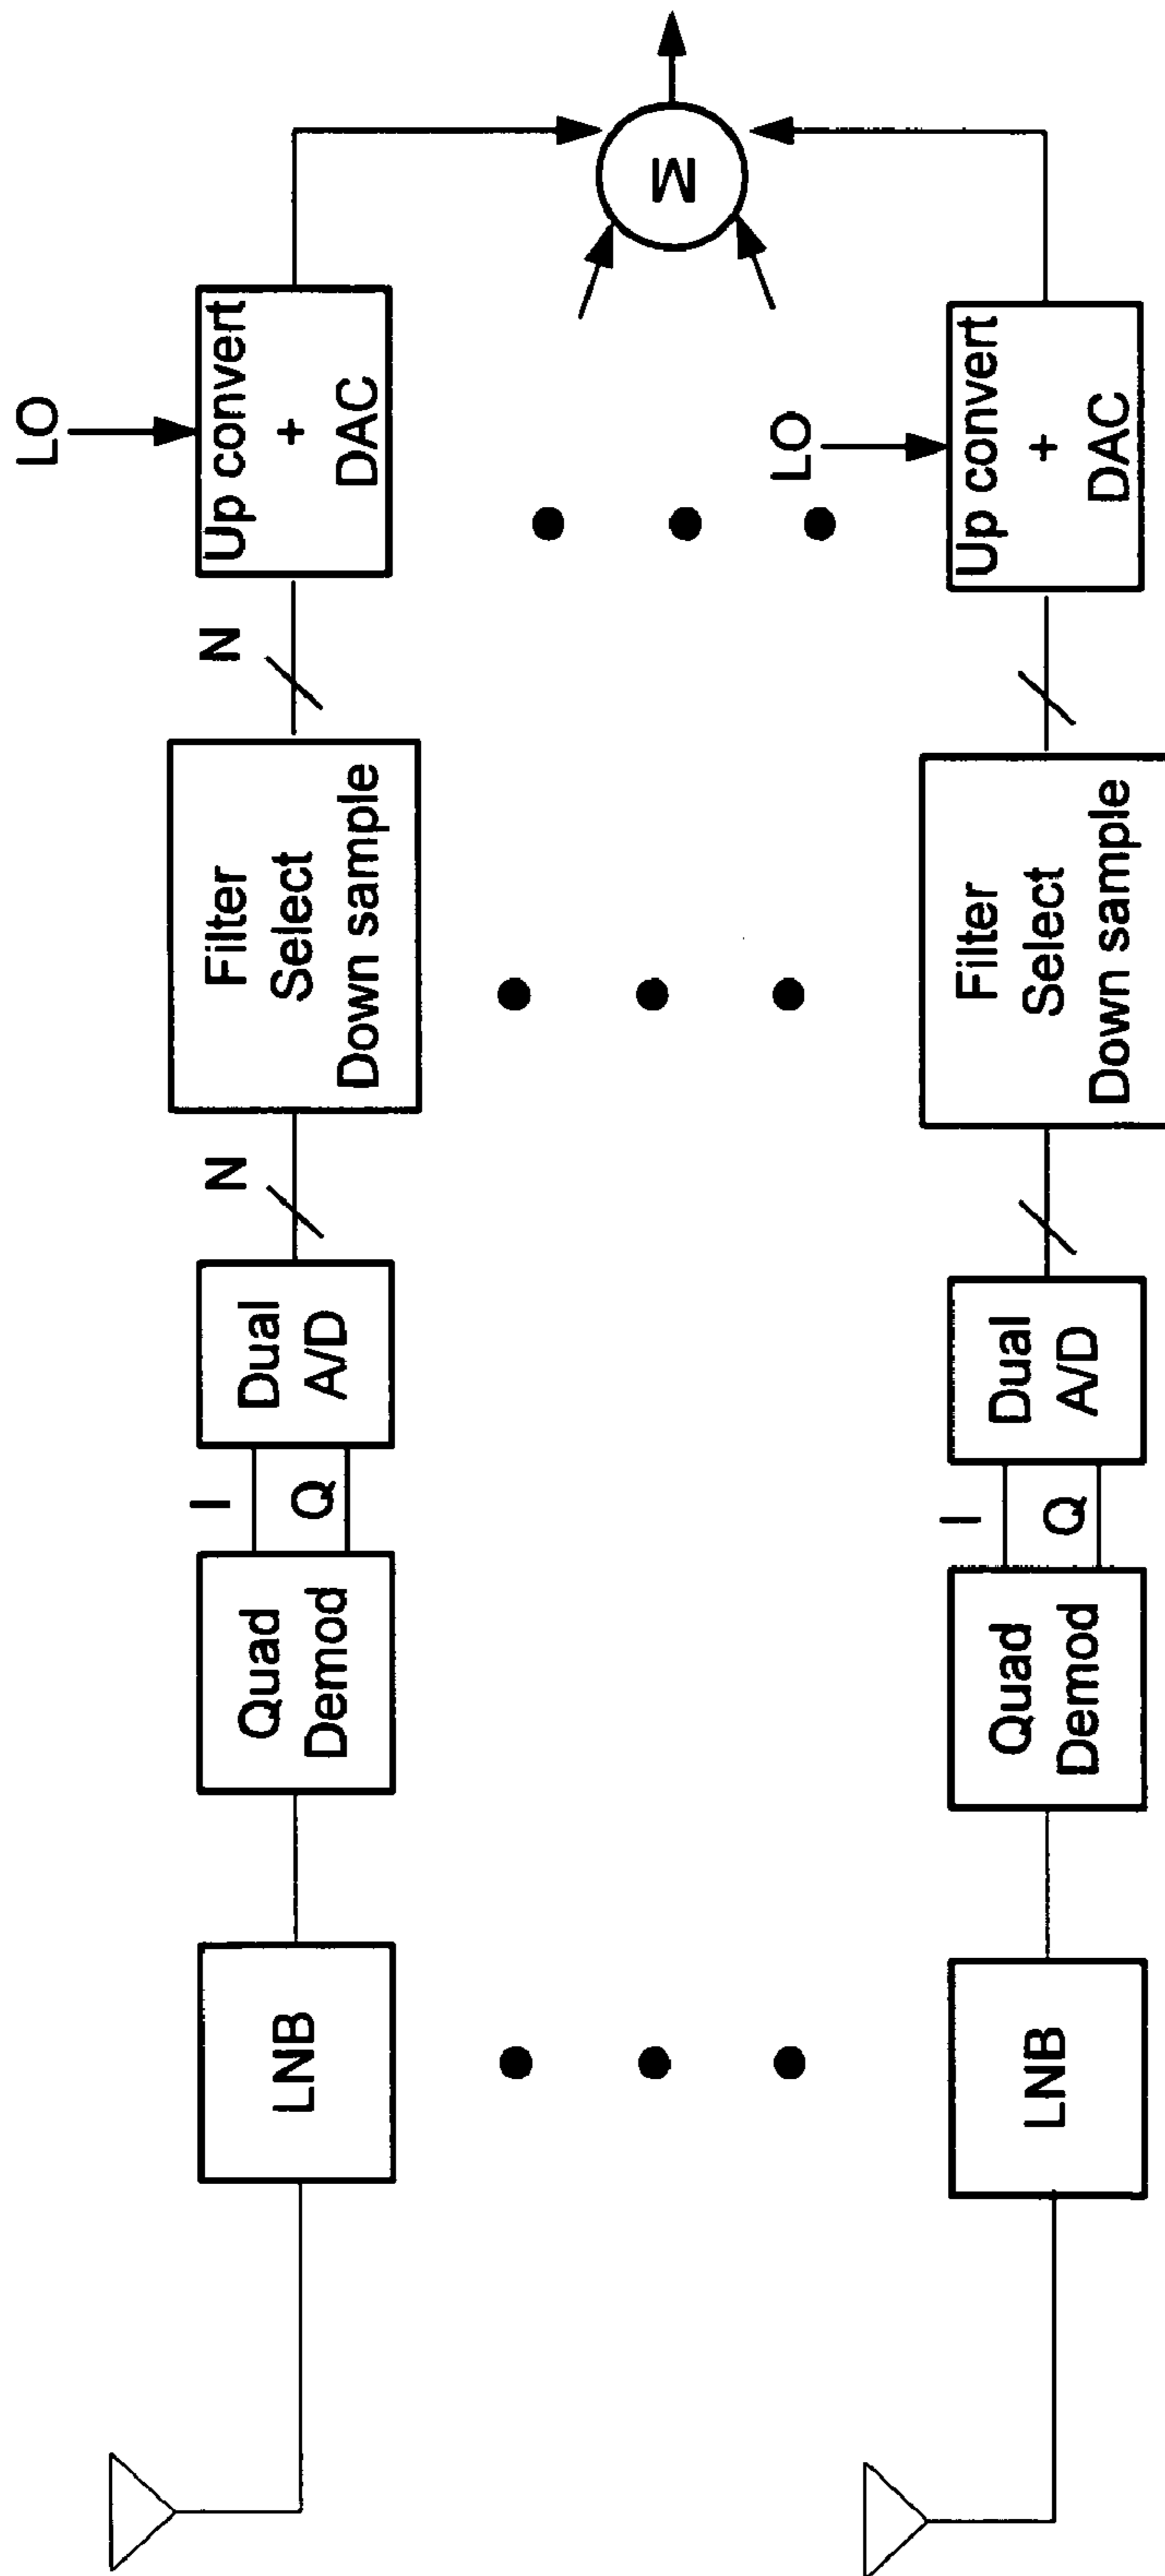 LO
LNB
Quad
Demod
I
Q
Dual
A/D
N
Filter
Select
Down sample
N
Up convert
+
DAC
Σ
LO
LNB
Quad
Demod
I
Q
Dual
A/D
Filter
Select
Down sample
Up convert
+
DAC